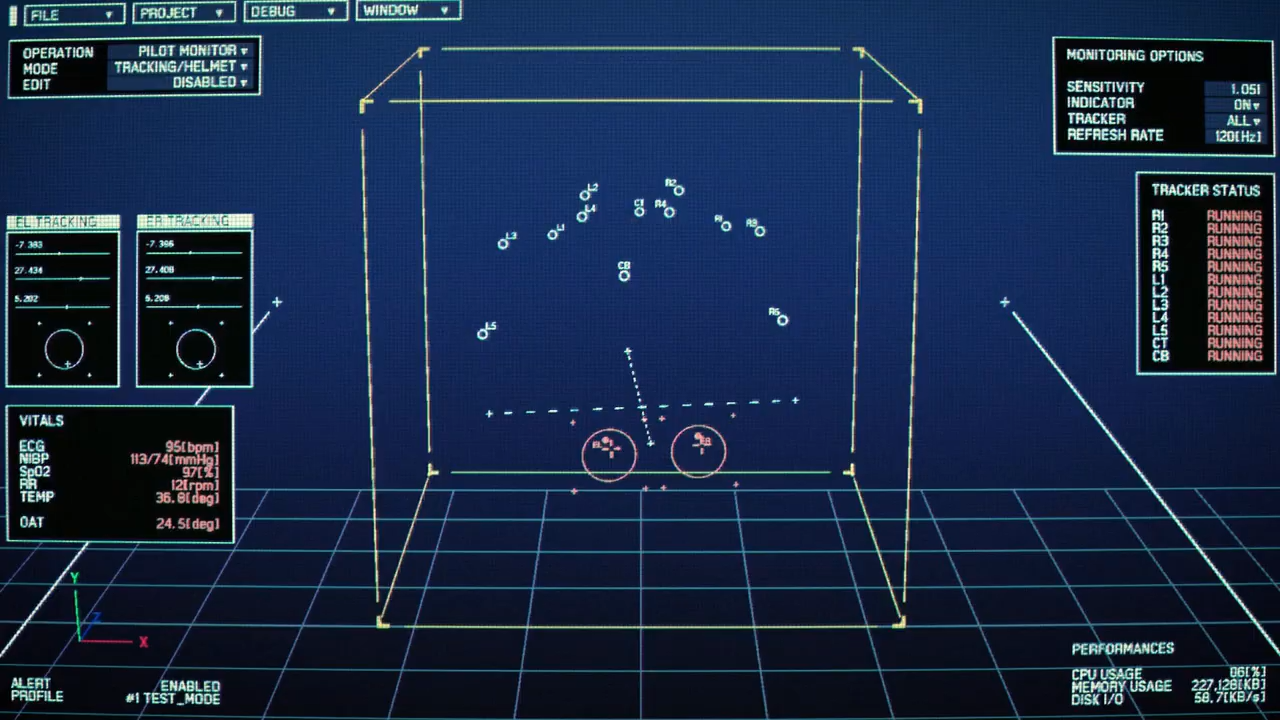 FILE
PROJECT
DEBUG
WINDOW
OPERATION PILOT MONITOR
MODE TRACKING/HELMET
EDIT DISABLED
MONITORING OPTIONS
SENSITIVITY 1.051
INDICATOR ON
TRACKER ALL
REFRESH RATE 120[Hz]
TRACKER STATUS
R1 RUNNING
R2 RUNNING
R3 RUNNING
R4 RUNNING
R5 RUNNING
L1 RUNNING
L2 RUNNING
L3 RUNNING
L4 RUNNING
L5 RUNNING
CT RUNNING
CB RUNNING
EL TRACKING
-7.383
27.434
5.202
ER TRACKING
-7.386
27.408
5.208
L2
L4
L1
L3
L5
CT
CB
R2
R4
R1
R3
R5
EL
ER
VITALS
ECG 95[bpm]
NIBP 113/74[mmHg]
SpO2 97[%]
RR 12[rpm]
TEMP 36.8[deg]
OAT 24.5[deg]
Y
Z
X
ALERT ENABLED
PROFILE #1 TEST_MODE
PERFORMANCES
CPU USAGE 06[%]
MEMORY USAGE 227,128[KB]
DISK I/O 58.7[KB/s]